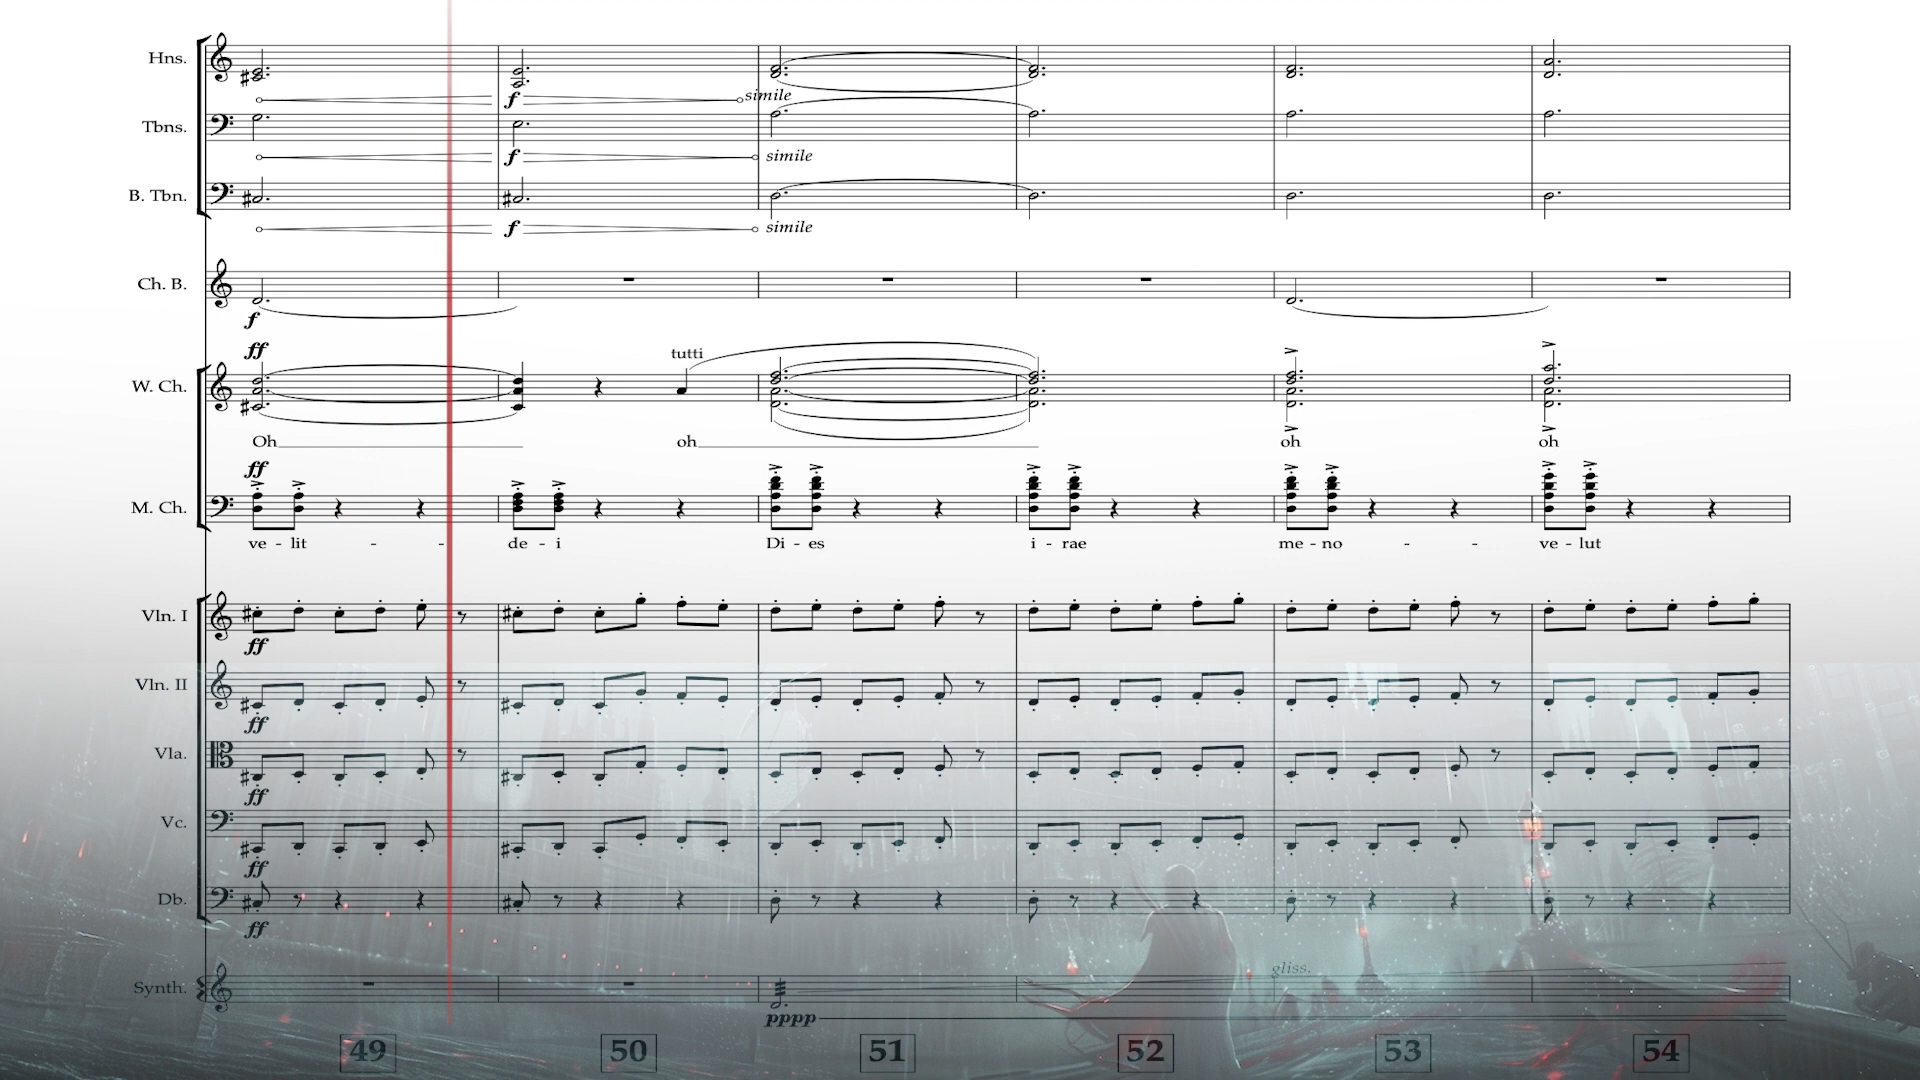 Hns.
f simile
Tbns.
f simile
B. Tbn.
f simile
Ch. B.
f
ff
tutti
W. Ch.
Oh oh oh oh
ff
M. Ch.
ve - lit - - de - i Di - es i - rae me - no - - ve - lut
Vln. I
ff
Vln. II
ff
Vla.
ff
Vc.
ff
Db.
ff
gliss.
Synth.
pppp
49 50 51 52 53 54